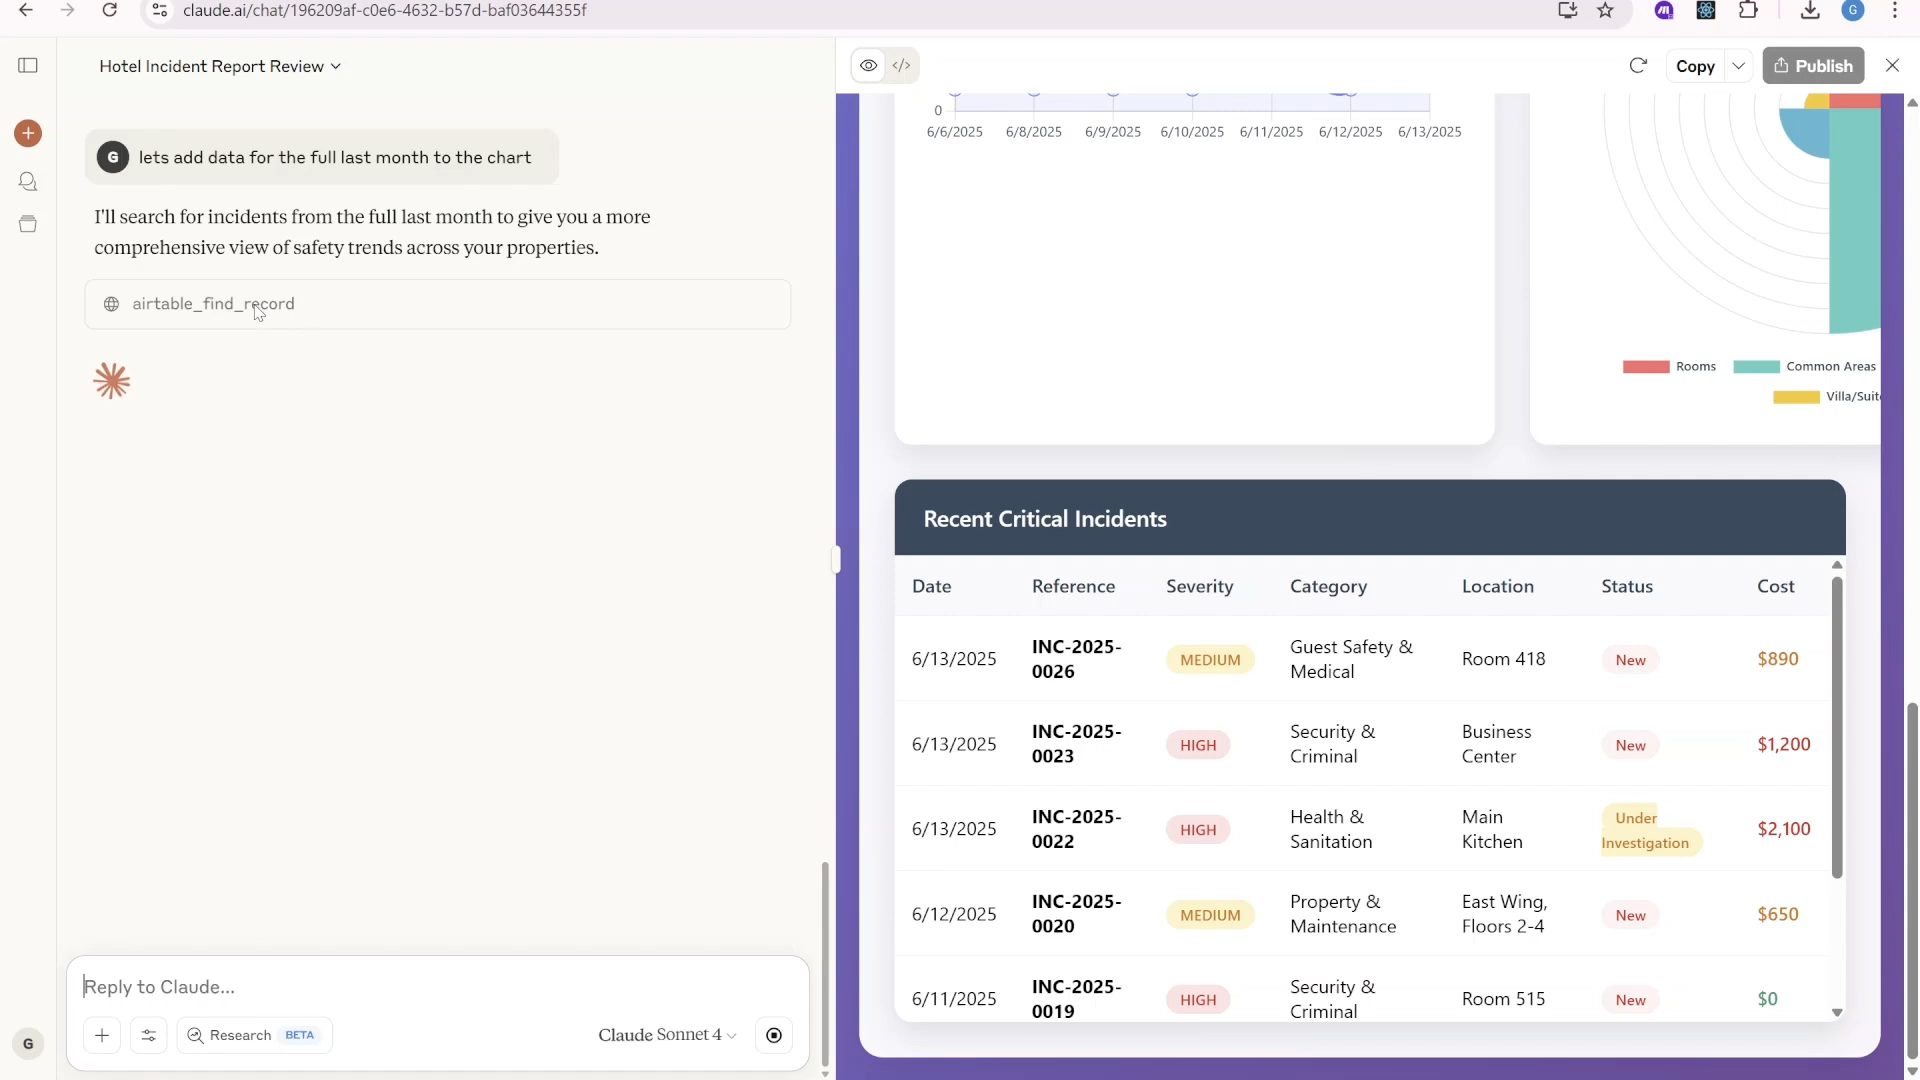 claude.ai/chat/196209af-c0e6-4632-b57d-baf03644355f
G
Hotel Incident Report Review
G
lets add data for the full last month to the chart
I'll search for incidents from the full last month to give you a more
comprehensive view of safety trends across your properties.
airtable_find_record
Reply to Claude...
Research BETA
Claude Sonnet 4
G
</>
Copy
Publish
0
6/6/2025 6/8/2025 6/9/2025 6/10/2025 6/11/2025 6/12/2025 6/13/2025
Rooms Common Areas
Villa/Suit
Recent Critical Incidents
Date Reference Severity Category Location Status Cost
6/13/2025 INC-2025-0026 MEDIUM Guest Safety & Medical Room 418 New $890
6/13/2025 INC-2025-0023 HIGH Security & Criminal Business Center New $1,200
6/13/2025 INC-2025-0022 HIGH Health & Sanitation Main Kitchen Under Investigation $2,100
6/12/2025 INC-2025-0020 MEDIUM Property & Maintenance East Wing, Floors 2-4 New $650
6/11/2025 INC-2025-0019 HIGH Security & Criminal Room 515 New $0